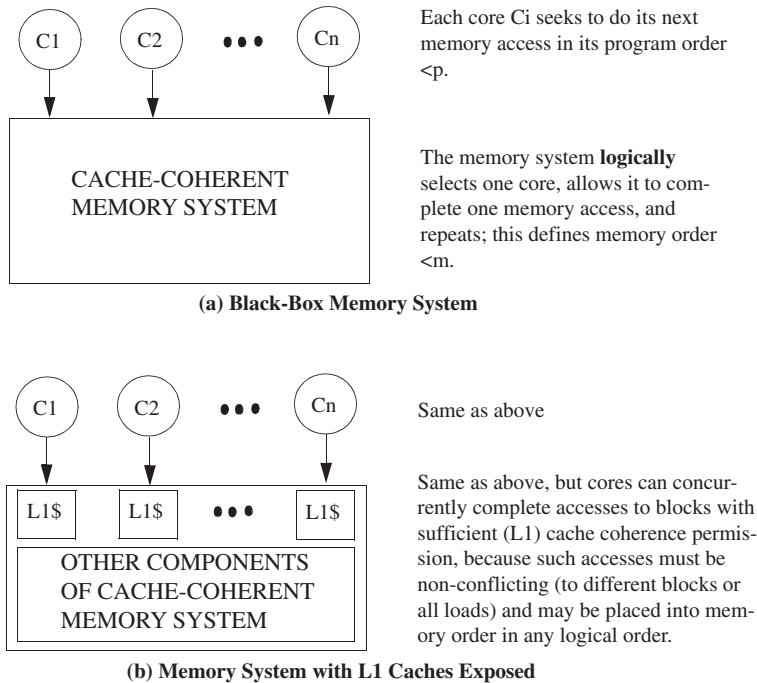 C1
C2
Cn
Each core Ci seeks to do its next
memory access in its program order
<p.
CACHE-COHERENT
MEMORY SYSTEM
The memory system logically
selects one core, allows it to com-
plete one memory access, and
repeats; this defines memory order
<m.
(a) Black-Box Memory System
C1
C2
Cn
Same as above
L1$
L1$
L1$
OTHER COMPONENTS
OF CACHE-COHERENT
MEMORY SYSTEM
Same as above, but cores can concur-
rently complete accesses to blocks with
sufficient (L1) cache coherence permis-
sion, because such accesses must be
non-conflicting (to different blocks or
all loads) and may be placed into mem-
ory order in any logical order.
(b) Memory System with L1 Caches Exposed